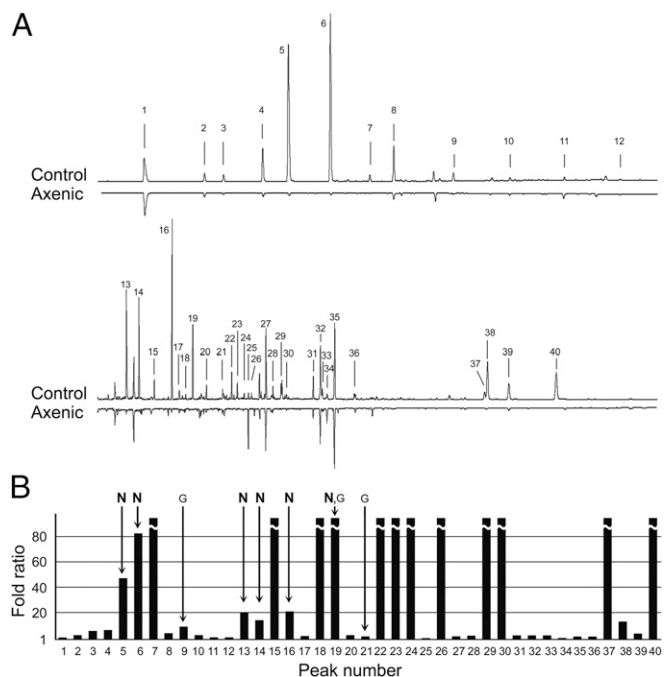 A
1 2 3 4 5 6 7 8 9 10 11 12
Control
Axenic
13 14 15 16 17 18 19 20 21 22 23 24 25 26 27 28 29 30 31 32 33 34 35 36 37 38 39 40
Control
Axenic
B
N N G N N N N,G G
Fold ratio
80
60
40
20
1
1 2 3 4 5 6 7 8 9 10 11 12 13 14 15 16 17 18 19 20 21 22 23 24 25 26 27 28 29 30 31 32 33 34 35 36 37 38 39 40
Peak number